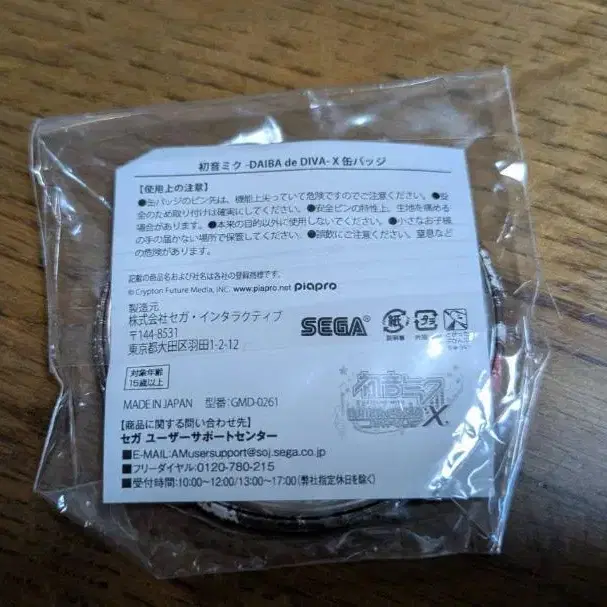 初音ミク -DAIBA de DIVA- X 缶バッジ
【使用上の注意】
●缶バッジのピン先は、機能上尖っていて危険ですのでご注意ください。●安
全のため取り付けは確実にしてください。●安全ピンの特性上、生地を痛める
場合があります。●本来の目的以外に使用しないでください。●小さなお子様
の手の届かない場所で保管してください。●誤飲にご注意ください。窒息など
の危険があります。
記載の商品名および社名は各社の登録商標です。
© Crypton Future Media, INC. www.piapro.net piapro
製造元
株式会社セガ・インタラクティブ
〒144-8531
東京都大田区羽田1-2-12
SEGA
紙
説明書
プラ
外装
対象年齢
15歳以上
初音ミク
X
MADE IN JAPAN 型番:GMD-0261
【商品に関する問い合わせ先】
セガ ユーザーサポートセンター
■E-MAIL:AMusersupport@soj.sega.co.jp
■フリーダイヤル:0120-780-215
■受付時間:10:00~12:00/13:00~17:00(弊社指定休日を除く)